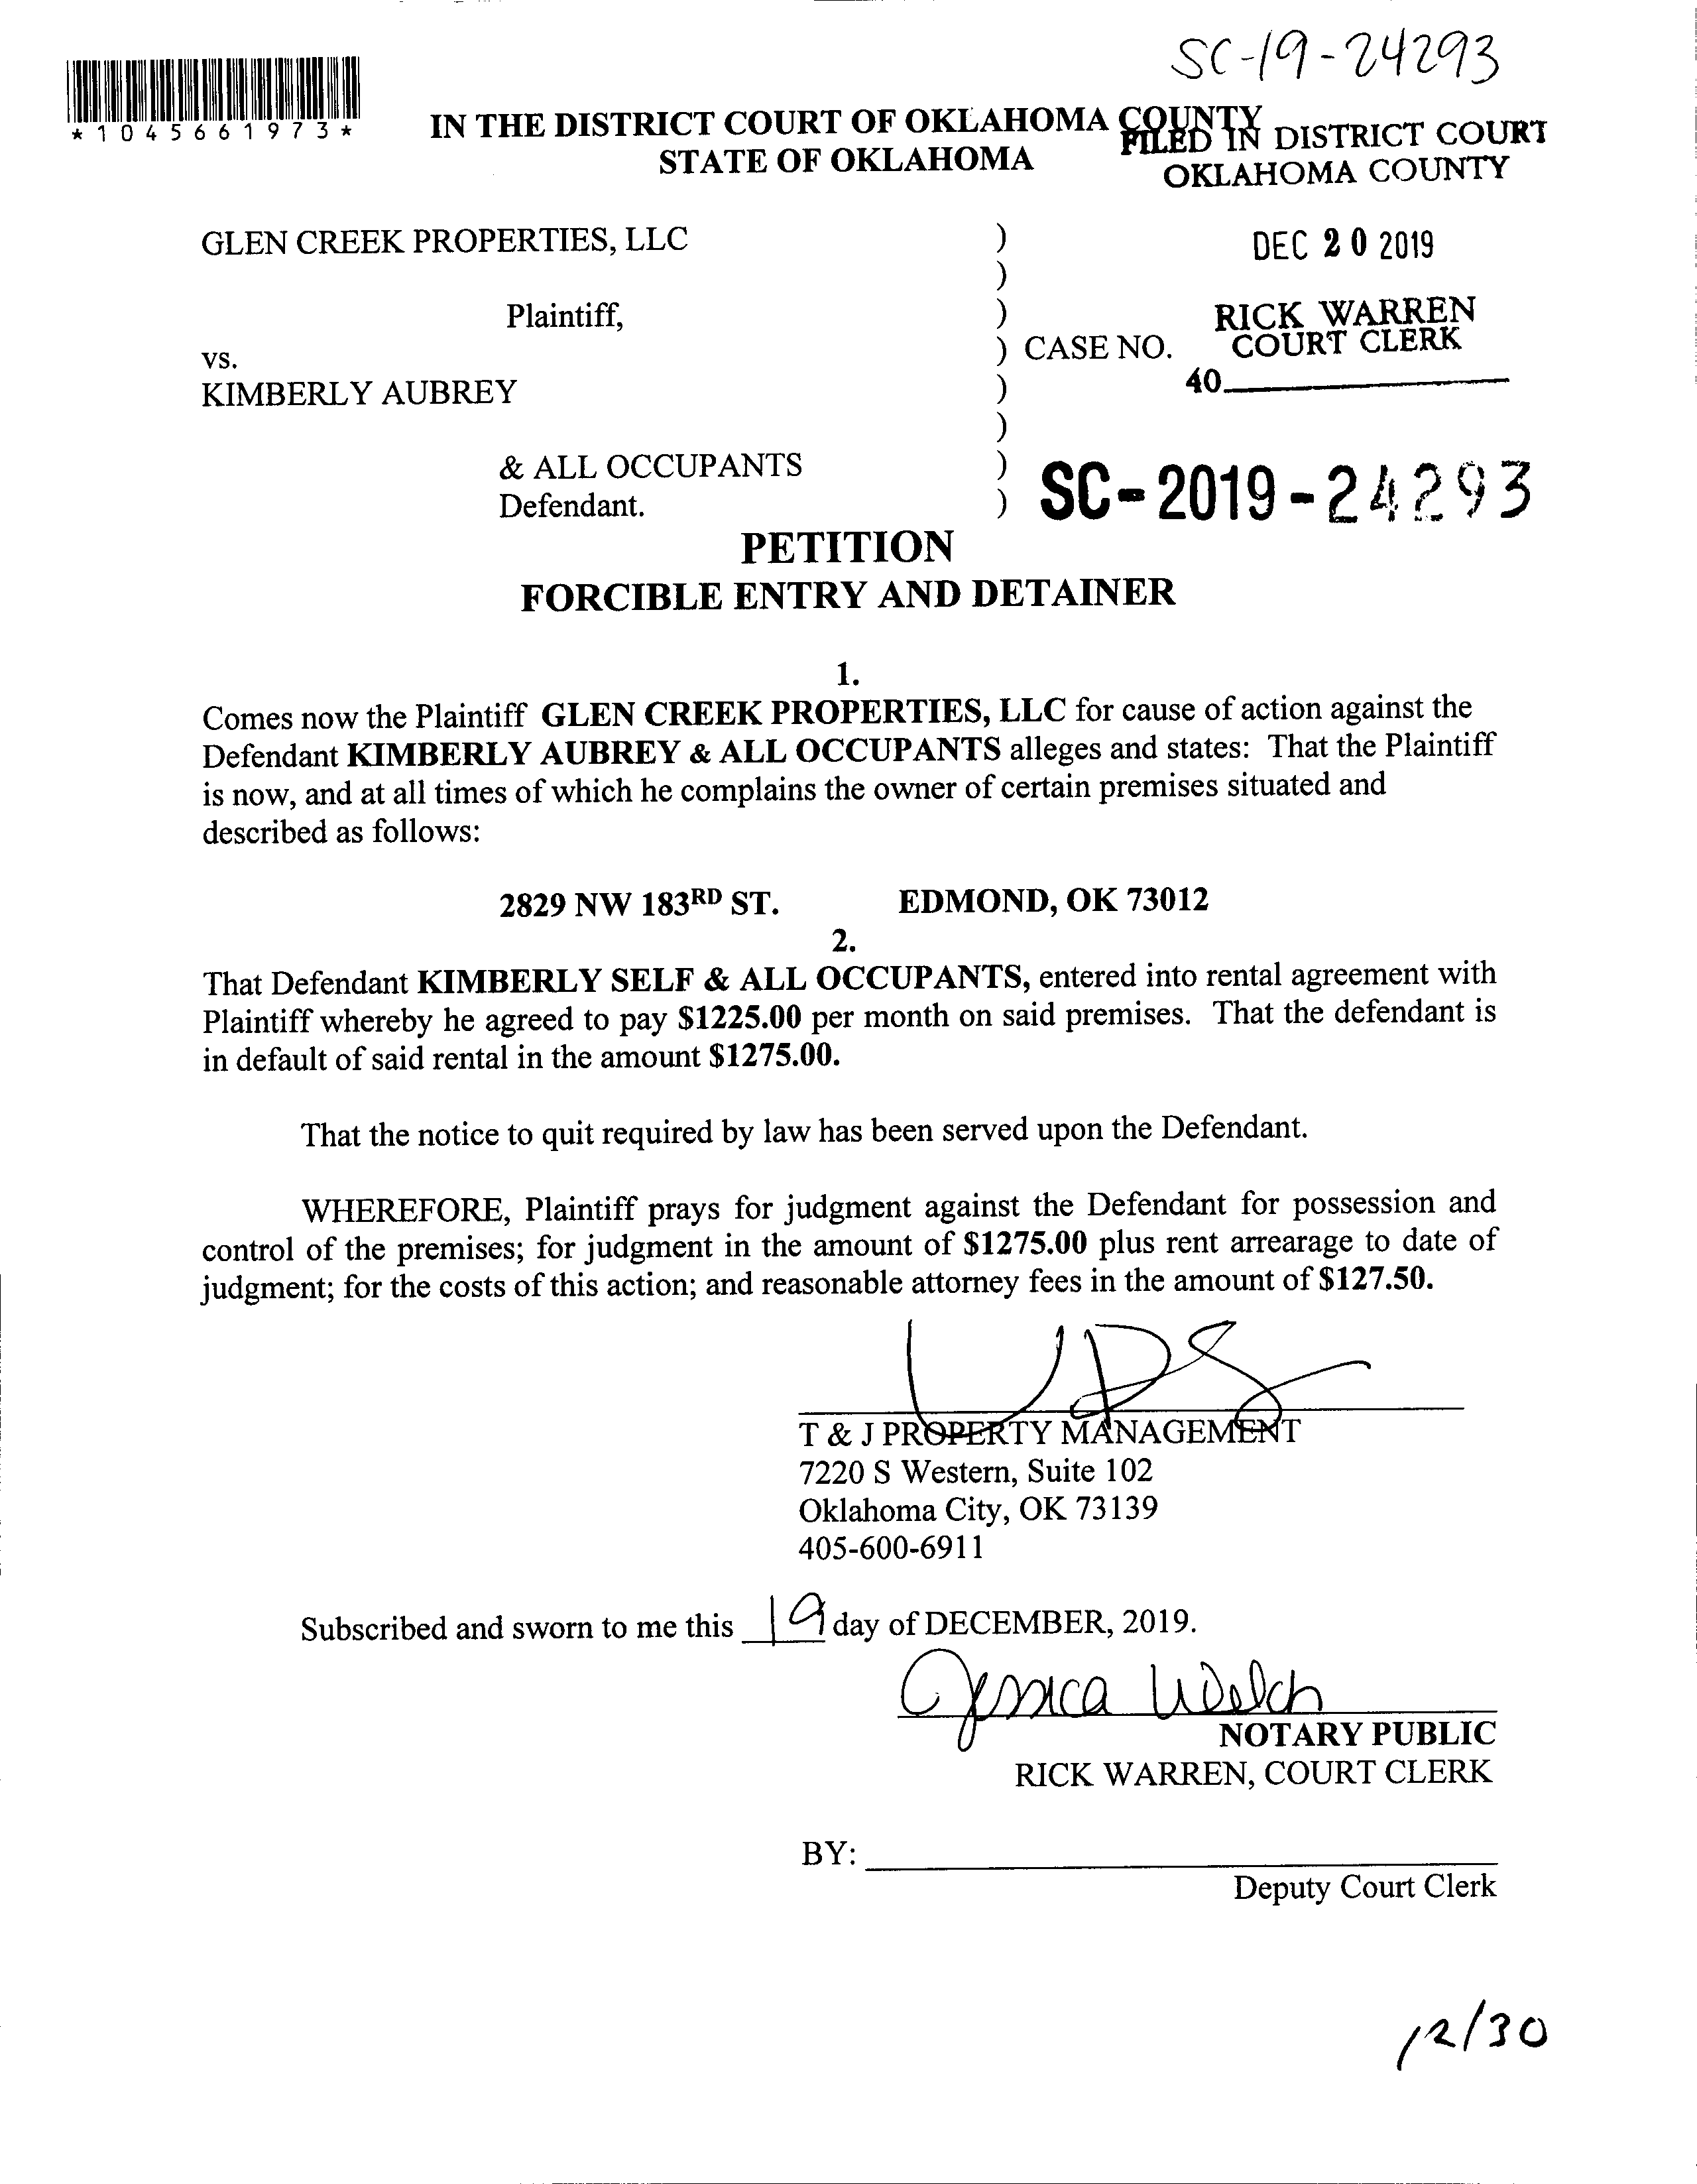 SC-19-24293
*1045661973*
IN THE DISTRICT COURT OF OKLAHOMA COUNTY
STATE OF OKLAHOMA
FILED IN DISTRICT COURT
OKLAHOMA COUNTY
GLEN CREEK PROPERTIES, LLC )
DEC 20 2019
)
Plaintiff, )
RICK WARREN
COURT CLERK
vs. ) CASE NO.
40
KIMBERLY AUBREY )
)
& ALL OCCUPANTS )
Defendant. ) SC-2019-24293
PETITION
FORCIBLE ENTRY AND DETAINER
1.
Comes now the Plaintiff GLEN CREEK PROPERTIES, LLC for cause of action against the
Defendant KIMBERLY AUBREY & ALL OCCUPANTS alleges and states: That the Plaintiff
is now, and at all times of which he complains the owner of certain premises situated and
described as follows:
2829 NW 183RD ST. EDMOND, OK 73012
2.
That Defendant KIMBERLY SELF & ALL OCCUPANTS, entered into rental agreement with
Plaintiff whereby he agreed to pay $1225.00 per month on said premises. That the defendant is
in default of said rental in the amount $1275.00.
That the notice to quit required by law has been served upon the Defendant.
WHEREFORE, Plaintiff prays for judgment against the Defendant for possession and
control of the premises; for judgment in the amount of $1275.00 plus rent arrearage to date of
judgment; for the costs of this action; and reasonable attorney fees in the amount of $127.50.
T & J PROPERTY MANAGEMENT
7220 S Western, Suite 102
Oklahoma City, OK 73139
405-600-6911
Subscribed and sworn to me this 19 day of DECEMBER, 2019.
Jessica Welch
NOTARY PUBLIC
RICK WARREN, COURT CLERK
BY:
Deputy Court Clerk
12/30